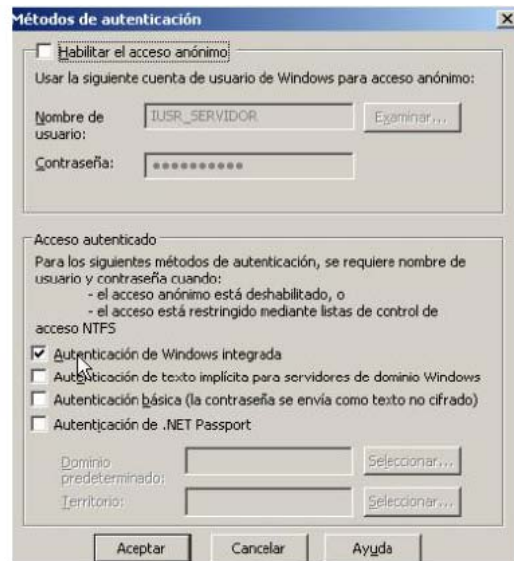 Métodos de autenticación
Habilitar el acceso anónimo
Usar la siguiente cuenta de usuario de Windows para acceso anónimo:
Nombre de
usuario:
IUSR_SERVIDOR
Examinar...
Contraseña:
●●●●●●●●●●
Acceso autenticado
Para los siguientes métodos de autenticación, se requiere nombre de
usuario y contraseña cuando:
- el acceso anónimo está deshabilitado, o
- el acceso está restringido mediante listas de control de
acceso NTFS
Autenticación de Windows integrada
Autenticación de texto implícita para servidores de dominio Windows
Autenticación básica (la contraseña se envía como texto no cifrado)
Autenticación de .NET Passport
Dominio
predeterminado:
Seleccionar...
Territorio:
Seleccionar...
Aceptar
Cancelar
Ayuda